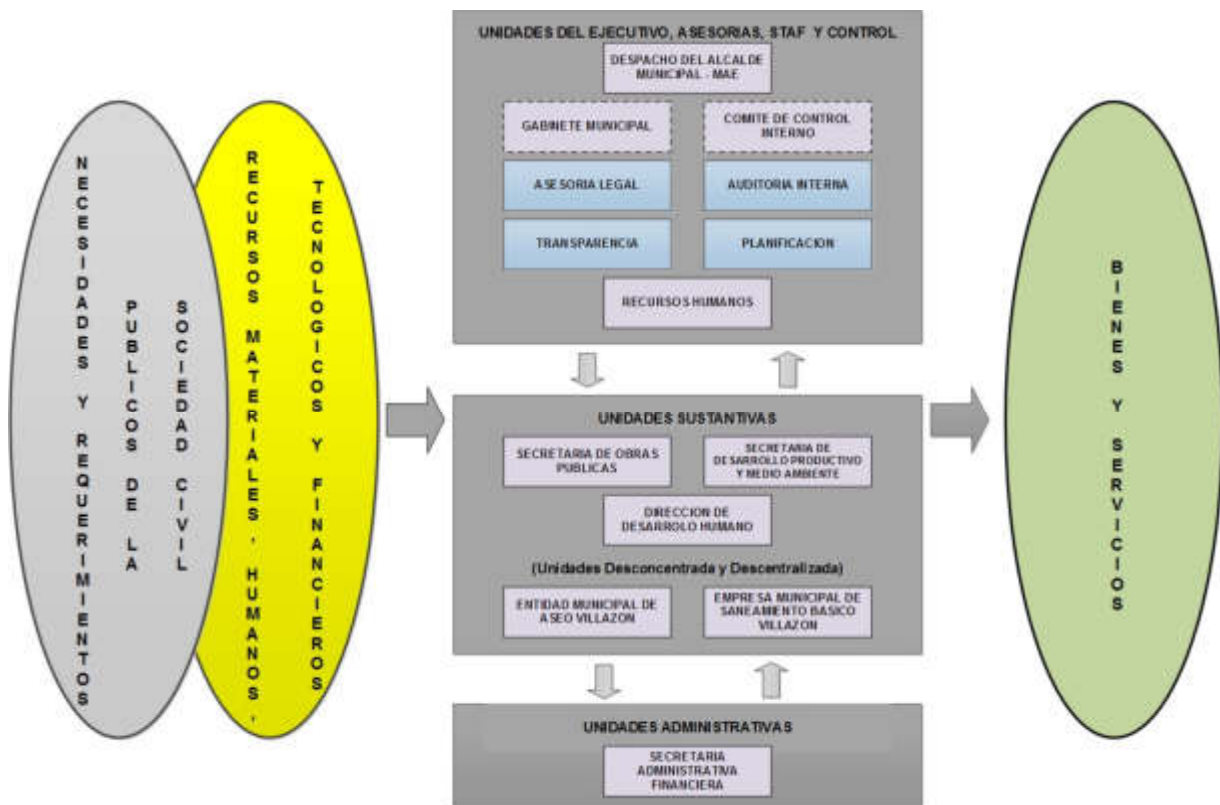 NECESIDADES Y REQUERIMIENTOS
PUBLICOS DE LA
SOCIEDAD CIVIL
RECURSOS MATERIALES, HUMANOS,
TECNOLOGICOS Y FINANCIEROS
UNIDADES DEL EJECUTIVO, ASESORIAS, STAF Y CONTROL
DESPACHO DEL ALCALDE
MUNICIPAL - MAE
GABINETE MUNICIPAL
COMITE DE CONTROL
INTERNO
ASESORIA LEGAL
AUDITORIA INTERNA
TRANSPARENCIA
PLANIFICACION
RECURSOS HUMANOS
UNIDADES SUSTANTIVAS
SECRETARIA DE OBRAS
PUBLICAS
SECRETARIA DE
DESARROLLO PRODUCTIVO
Y MEDIO AMBIENTE
DIRECCION DE
DESARROLO HUMANO
(Unidades Desconcentrada y Descentralizada)
ENTIDAD MUNICIPAL DE
ASEO VILLAZON
EMPRESA MUNICIPAL DE
SANEAMIENTO BASICO
VILLAZON
UNIDADES ADMINISTRATIVAS
SECRETARIA
ADMINISTRATIVA
FINANCIERA
BIENES Y SERVICIOS